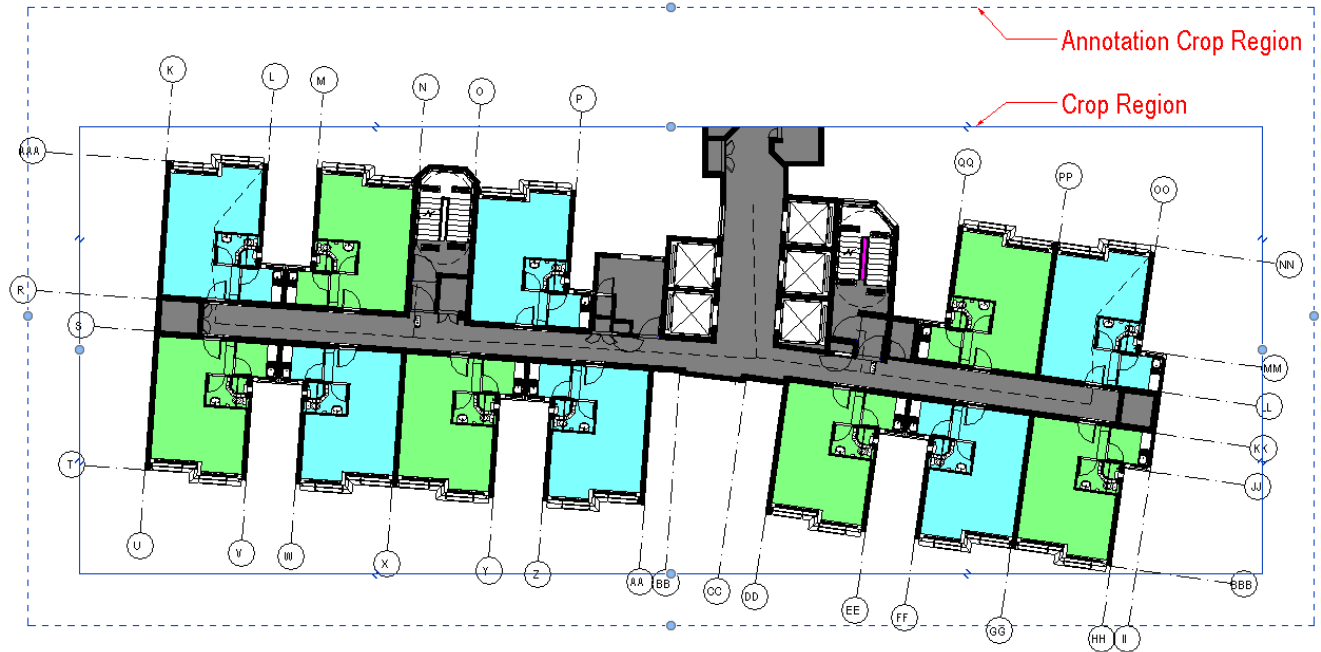 Annotation Crop Region
K
L
M
N
O
P
Crop Region
AAA
QQ
PP
OO
NN
R
S
MM
LL
KK
T
JJ
U
V
W
X
Y
Z
AA
BB
CC
DD
EE
FF
GG
HH
II
BBB